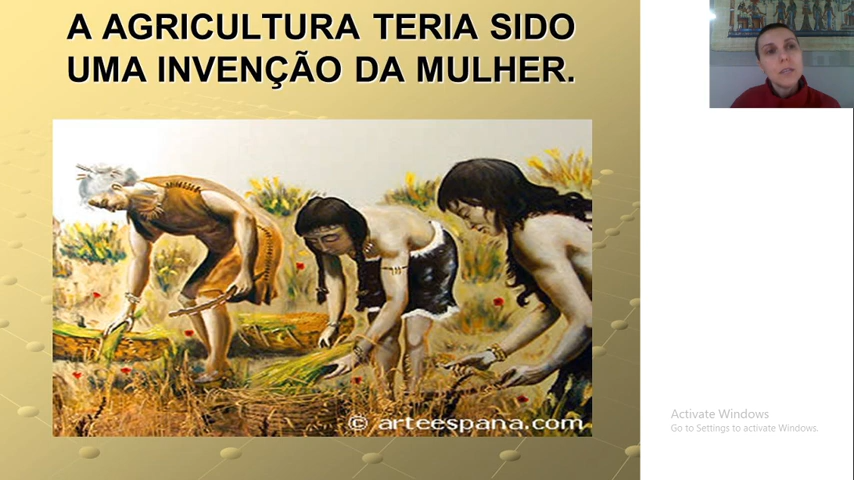 A AGRICULTURA TERIA SIDO
UMA INVENÇÃO DA MULHER.
© arteespana.com
Activate Windows
Go to Settings to activate Windows.